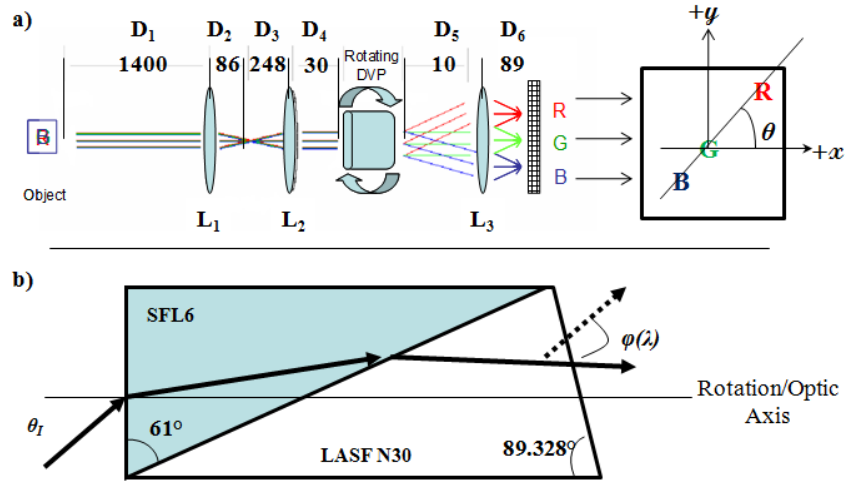 a)
D1 D2 D3 D4 D5 D6
1400 86 248 30 Rotating DVP 10 89
+y
R
G
B
R
G
B
θ
+x
Object
L1 L2 L3
b)
SFL6
φ(λ)
Rotation/Optic
Axis
θI
61°
LASF N30
89.328°